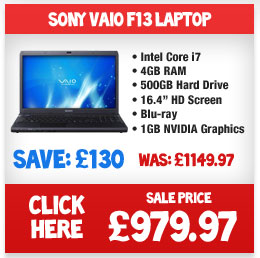 SONY VAIO F13 LAPTOP
VAIO
• Intel Core i7
• 4GB RAM
• 500GB Hard Drive
• 16.4” HD Screen
• Blu-ray
• 1GB NVIDIA Graphics
SAVE: £130 WAS: £1149.97
CLICK HERE
SALE PRICE
£979.97